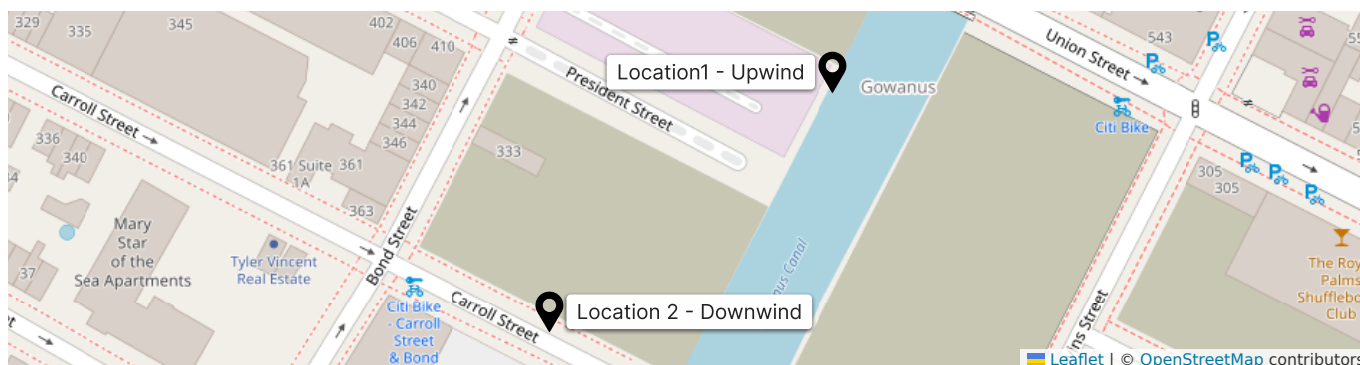 329
335
345
402
406
410
340
342
344
346
Carroll Street
336
340
361 Suite
1A
361
363
Mary
Star
of the
Sea Apartments
37
Tyler Vincent
Real Estate
Bond Street
Citi Bike
- Carroll
Street
& Bond
Carroll Street
333
President Street
Location1 - Upwind
Gowanus
Location 2 - Downwind
Union Street
543
Citi Bike
305
305
The Roy
Palms
Shufflebo
Club
Leaflet | © OpenStreetMap contributors